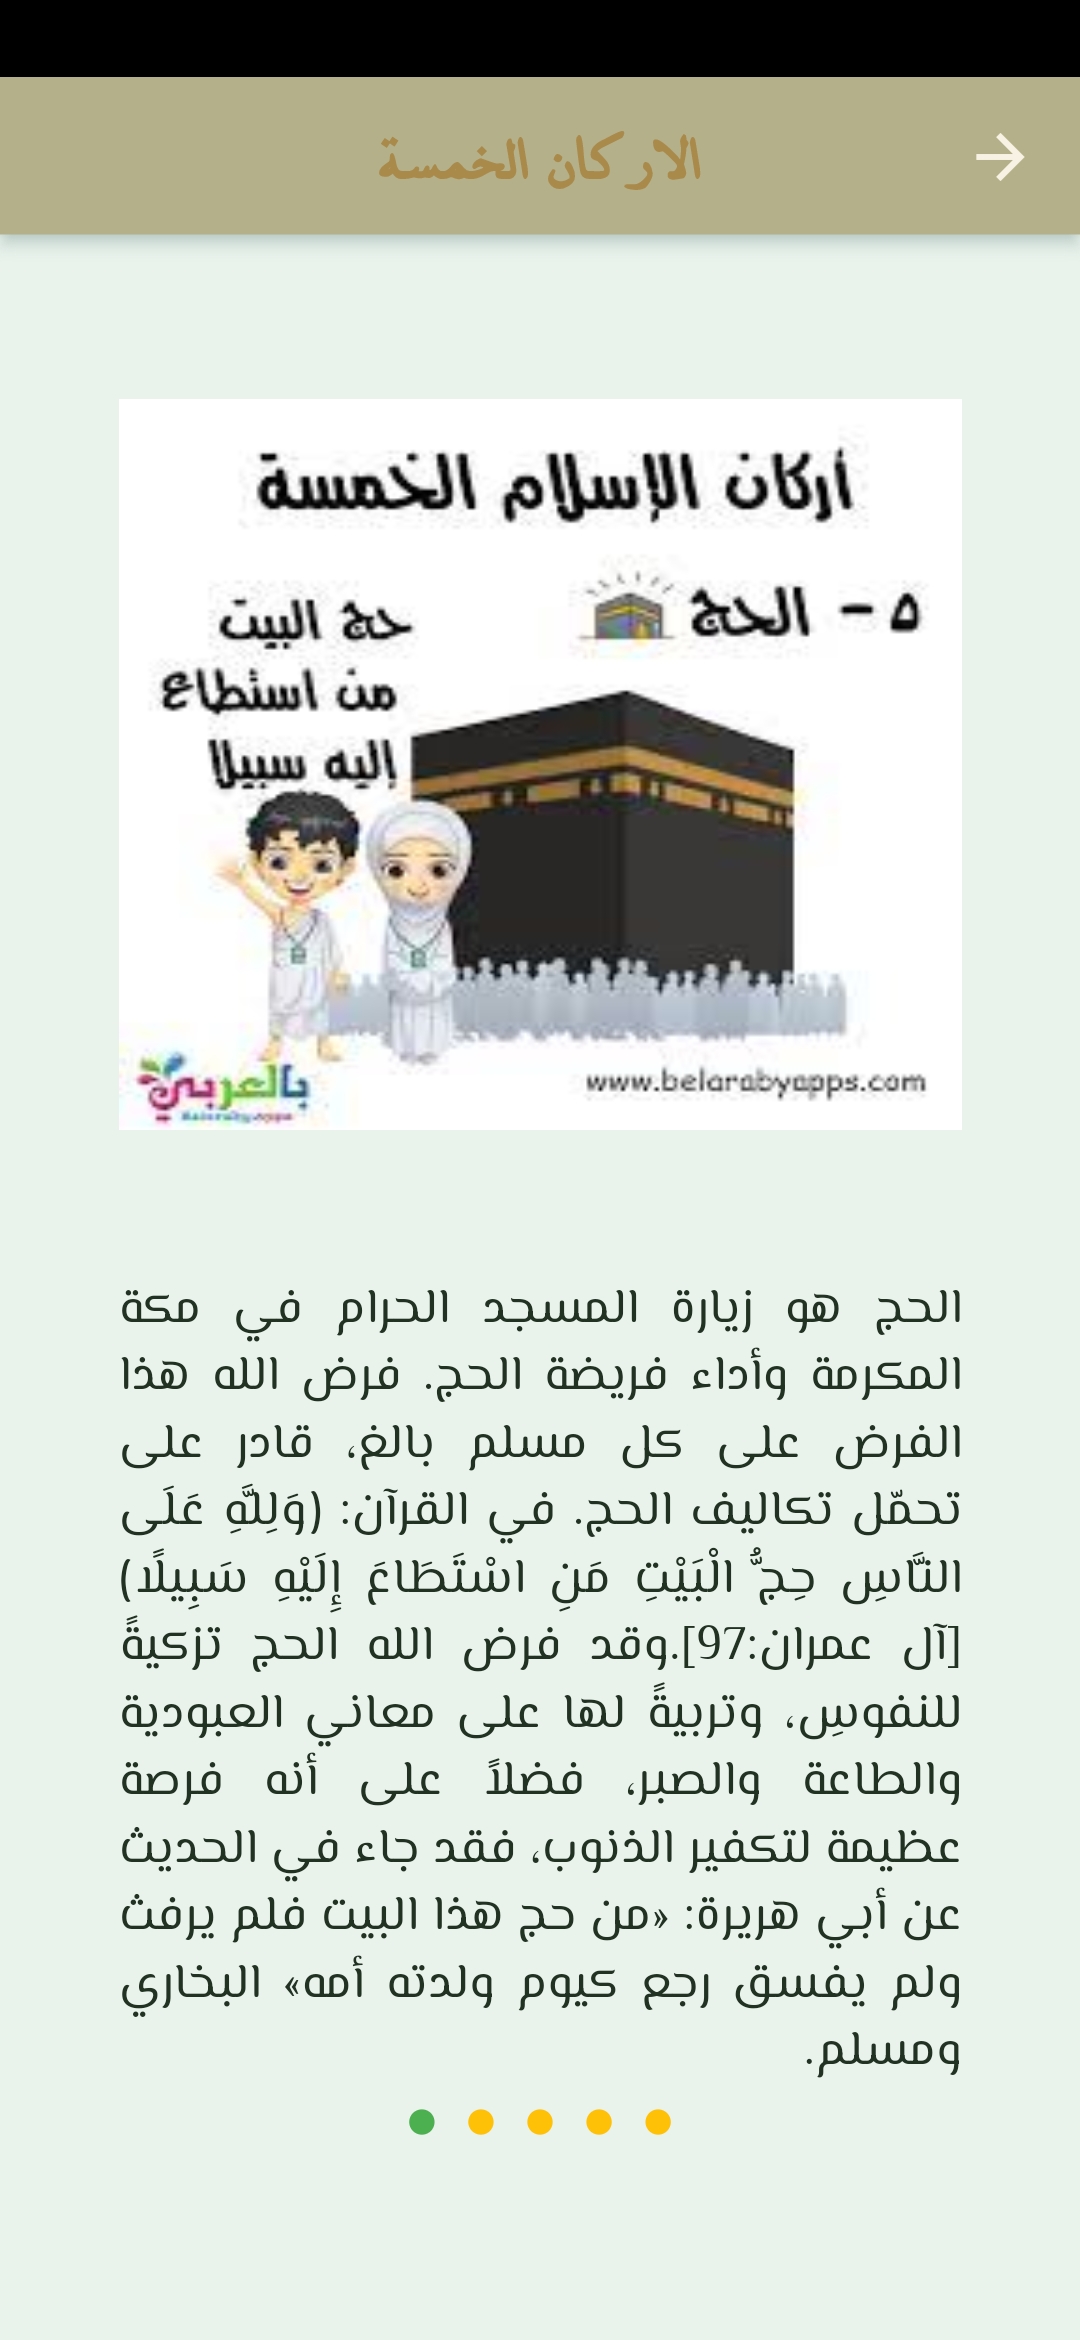 الاركان الخمسة
أركان الإسلام الخمسة
٥ - الحج
حج البيت
من استطاع
إليه سبيلا
بالعربي
Belarabyapps
www.belarabyapps.com
الحج هو زيارة المسجد الحرام في مكة
المكرمة وأداء فريضة الحج. فرض الله هذا
الفرض على كل مسلم بالغ، قادر على
تحمّل تكاليف الحج. في القرآن: (وَلِلَّهِ عَلَى
النَّاسِ حِجُّ الْبَيْتِ مَنِ اسْتَطَاعَ إِلَيْهِ سَبِيلًا)
[آل عمران:97].وقد فرض الله الحج تزكيةً
للنفوسِ، وتربيةً لها على معاني العبودية
والطاعة والصبر، فضلاً على أنه فرصة
عظيمة لتكفير الذنوب، فقد جاء في الحديث
عن أبي هريرة: «من حج هذا البيت فلم يرفث
ولم يفسق رجع كيوم ولدته أمه» البخاري
ومسلم.